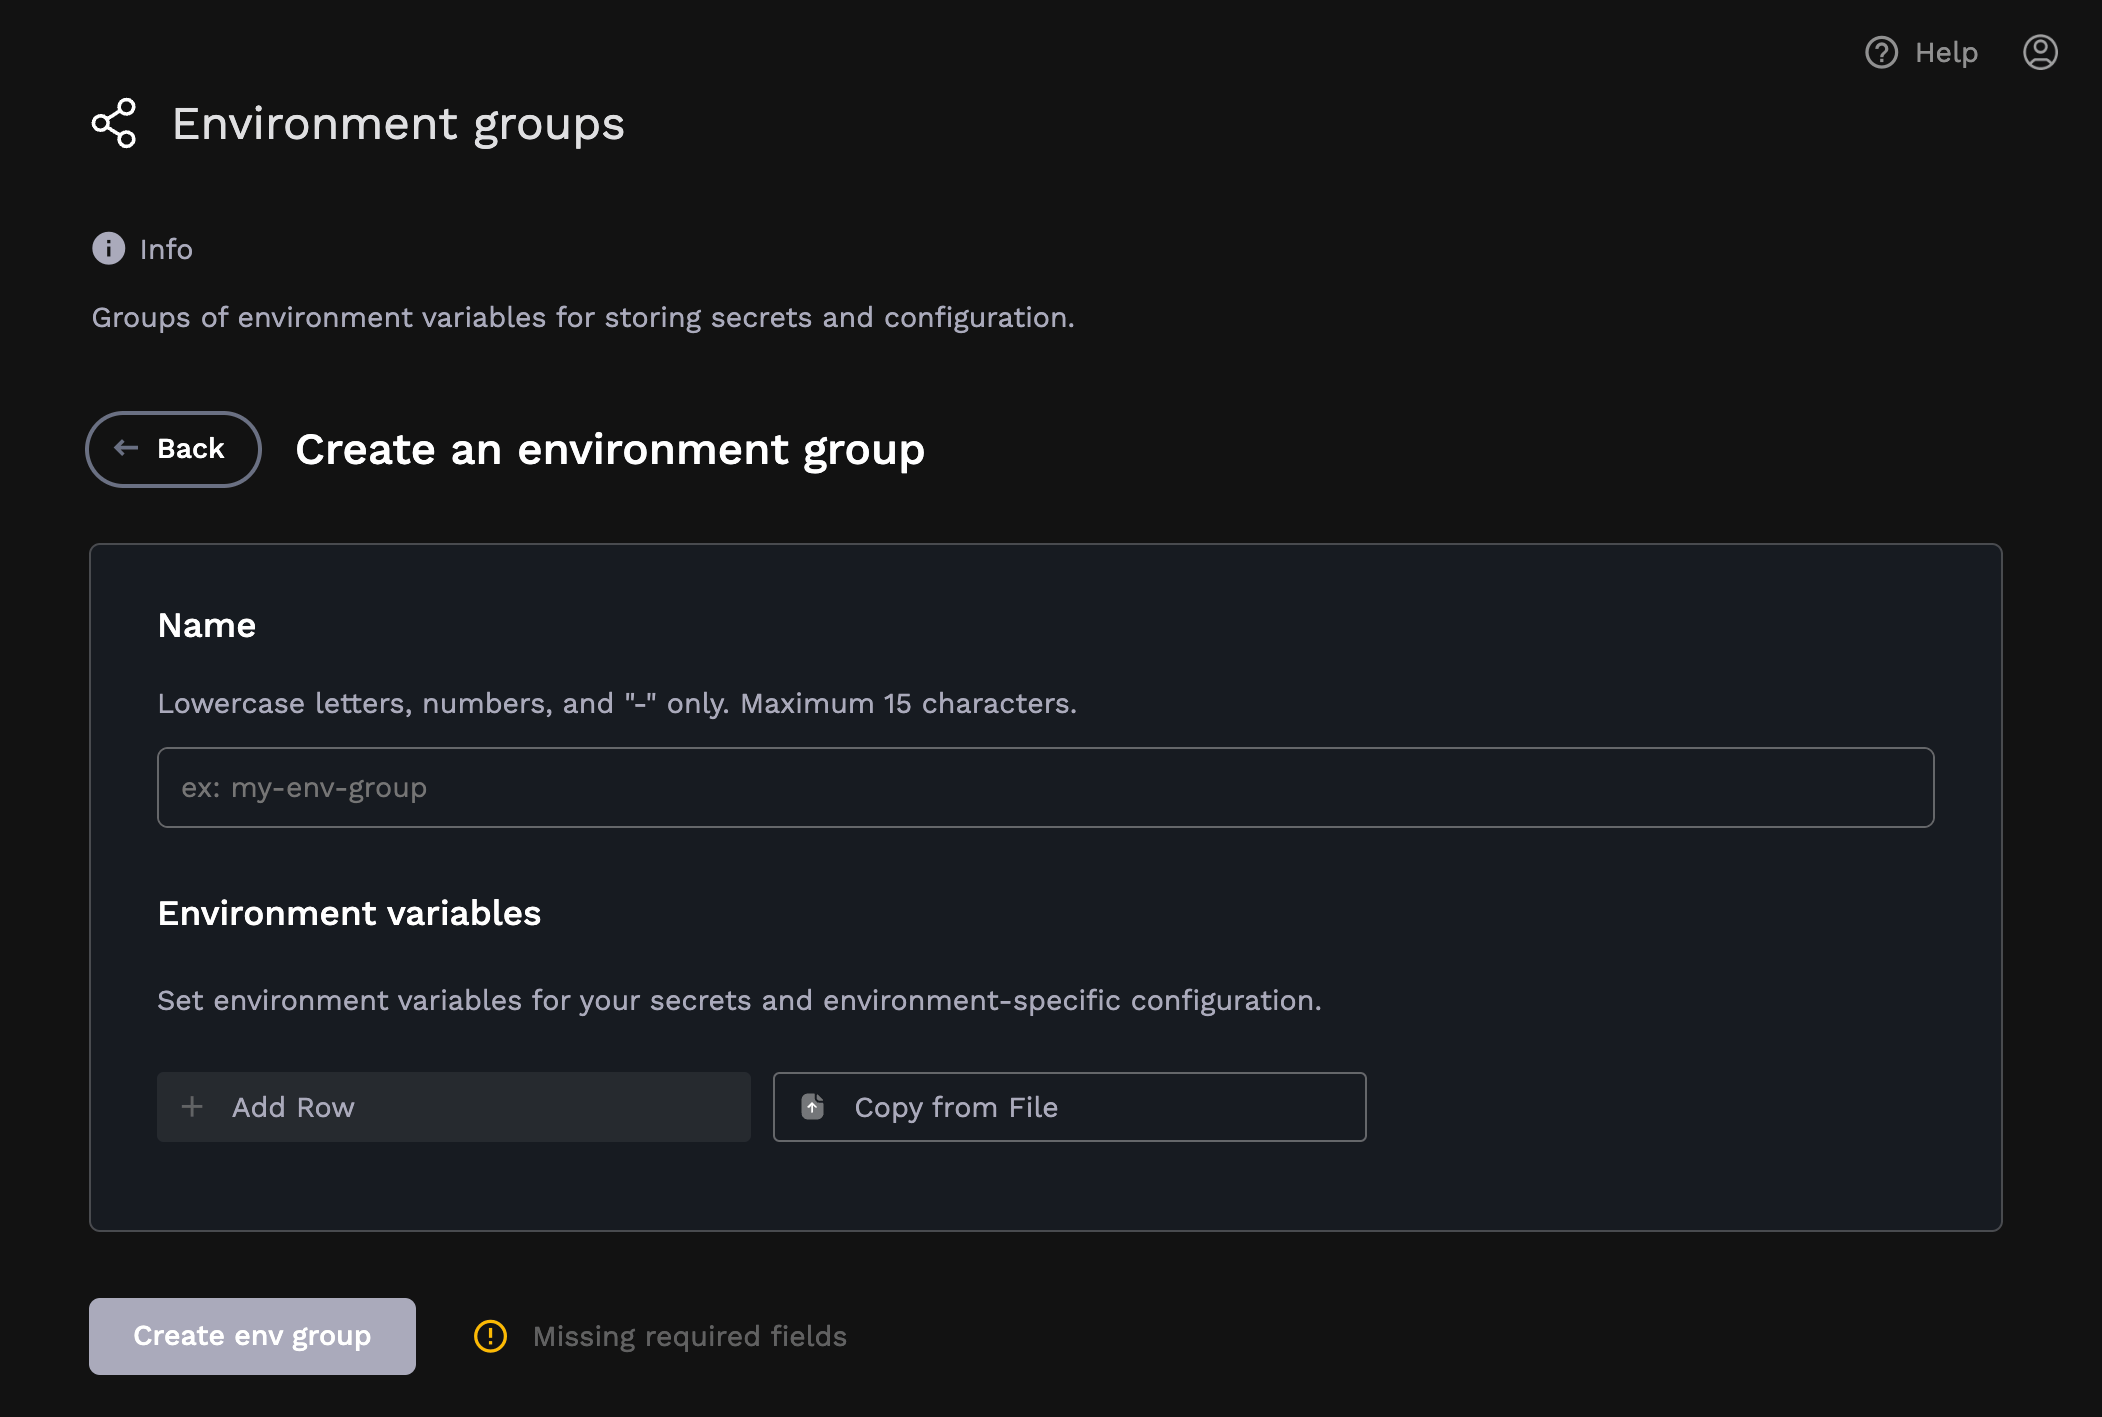 Help
Environment groups
Info
Groups of environment variables for storing secrets and configuration.
Back
Create an environment group
Name
Lowercase letters, numbers, and "-" only. Maximum 15 characters.
ex: my-env-group
Environment variables
Set environment variables for your secrets and environment-specific configuration.
Add Row
Copy from File
Create env group
Missing required fields